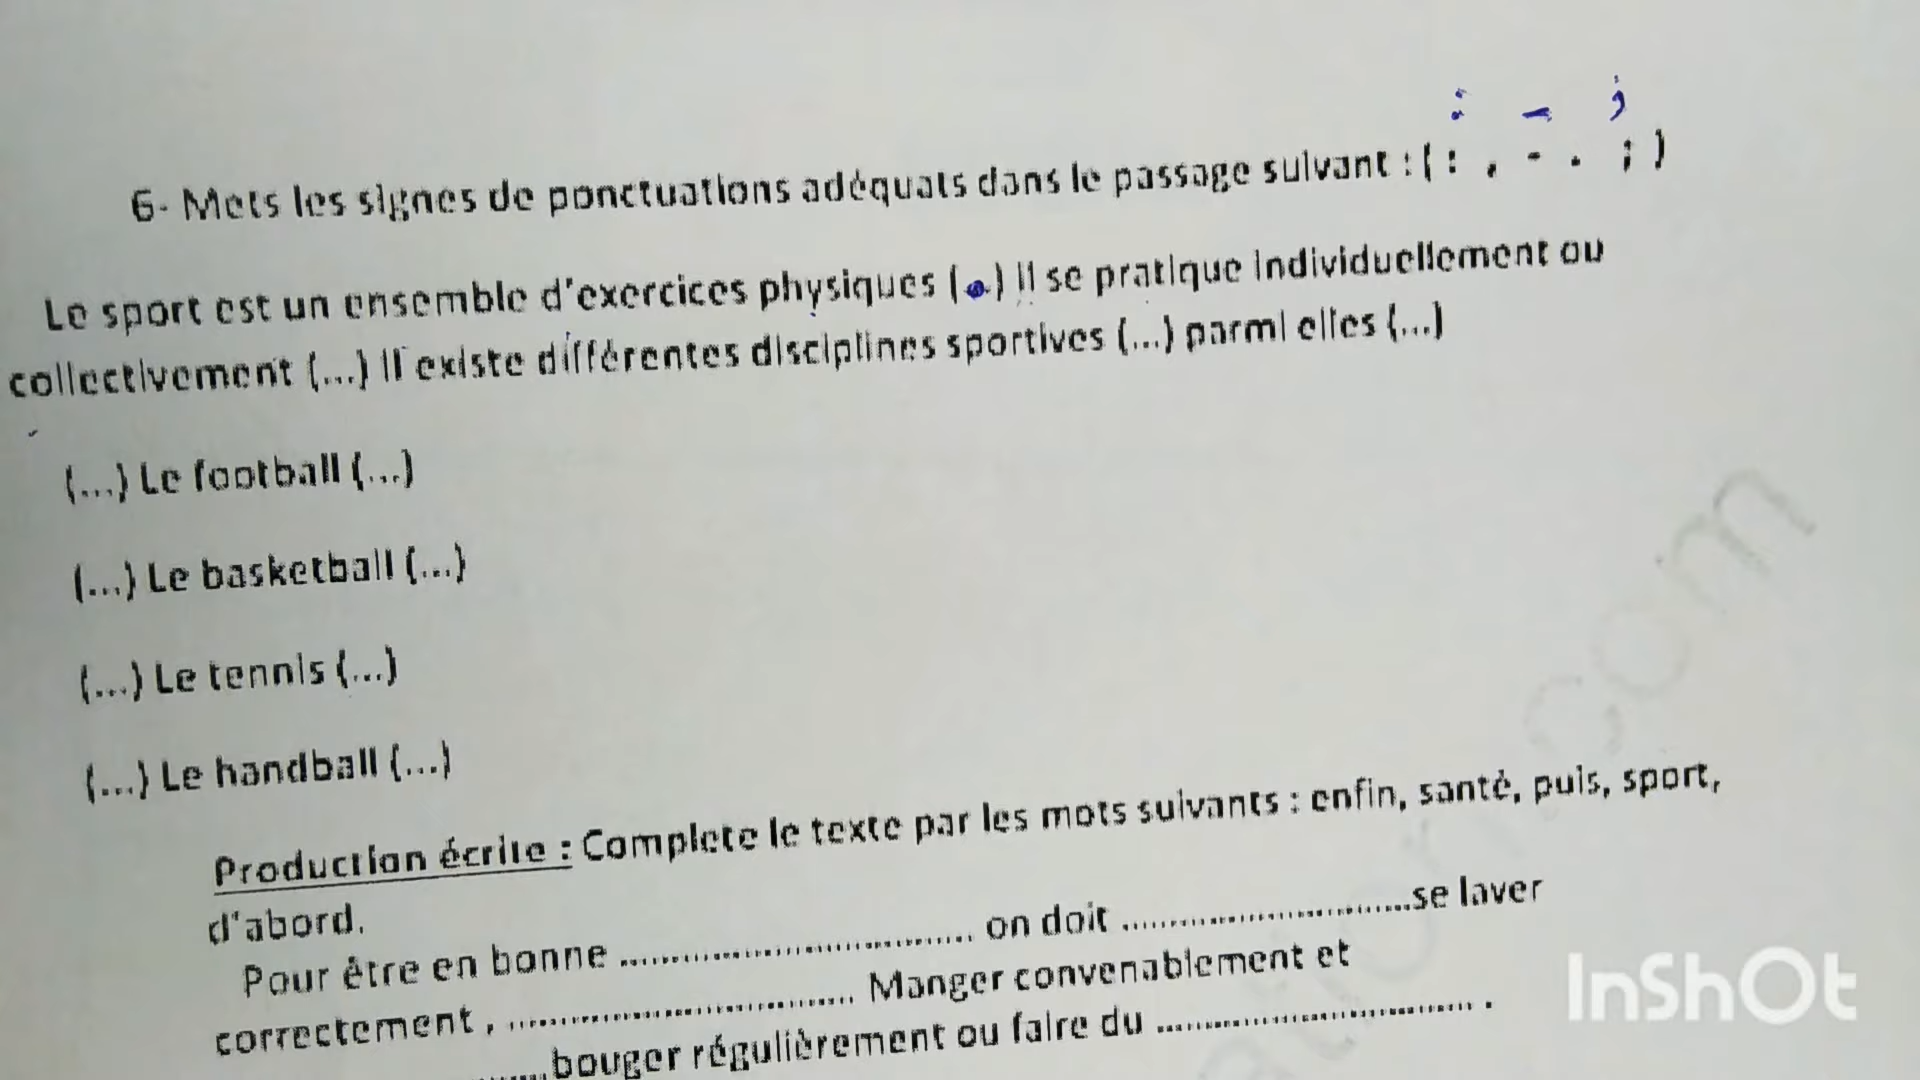 : - ;
6- Mets les signes de ponctuations adéquats dans le passage suivant : ( : , - . ; )
Le sport est un ensemble d'exercices physiques (.) Il se pratique individuellement ou
collectivement (...) Il existe différentes disciplines sportives (...) parmi elles (...)
(...) Le football (...)
(...) Le basketball (...)
(...) Le tennis (...)
(...) Le handball (...)
Production écrite : Complete le texte par les mots suivants : enfin, santé, puis, sport,
d'abord.
Pour être en bonne .................................... on doit ..............................se laver
correctement , .................................... Manger convenablement et
.......bouger régulièrement ou faire du .................................... .
InShOt